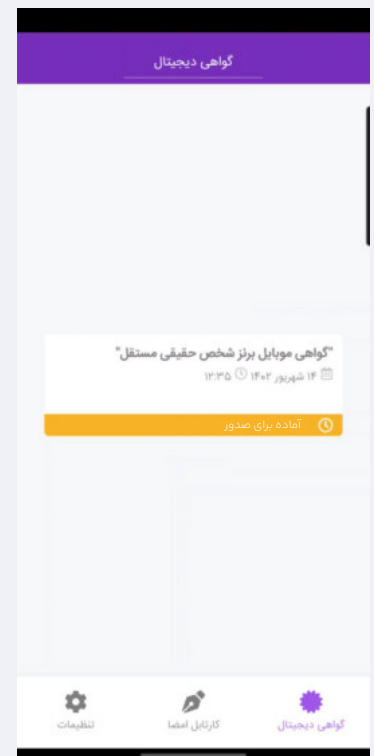 گواهی دیجیتال
"گواهی موبایل برنز شخص حقیقی مستقل"
۱۴ شهریور ۱۴۰۲ ۱۲:۳۵
آماده برای صدور
گواهی دیجیتال کارتابل امضا تنظیمات